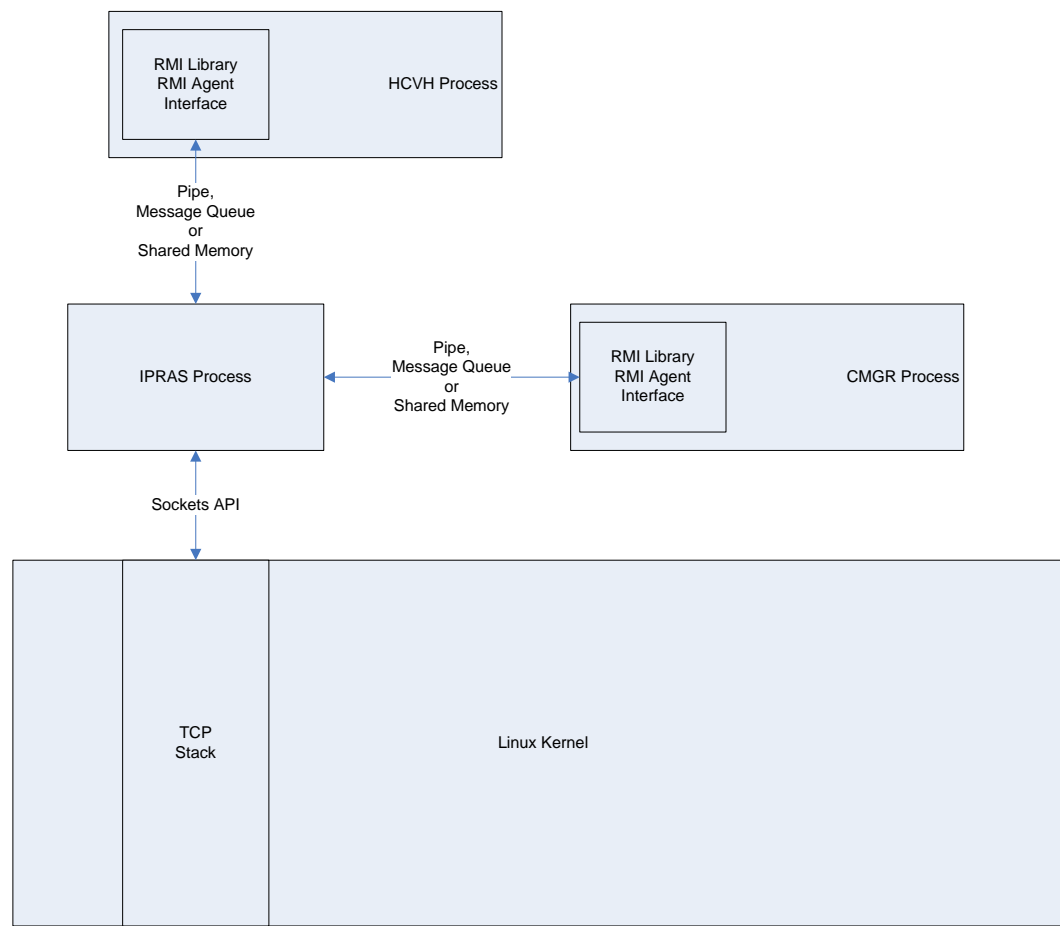 RMI Library
RMI Agent
Interface
HCVH Process
Pipe,
Message Queue
or
Shared Memory
IPRAS Process
Pipe,
Message Queue
or
Shared Memory
RMI Library
RMI Agent
Interface
CMGR Process
Sockets API
TCP
Stack
Linux Kernel